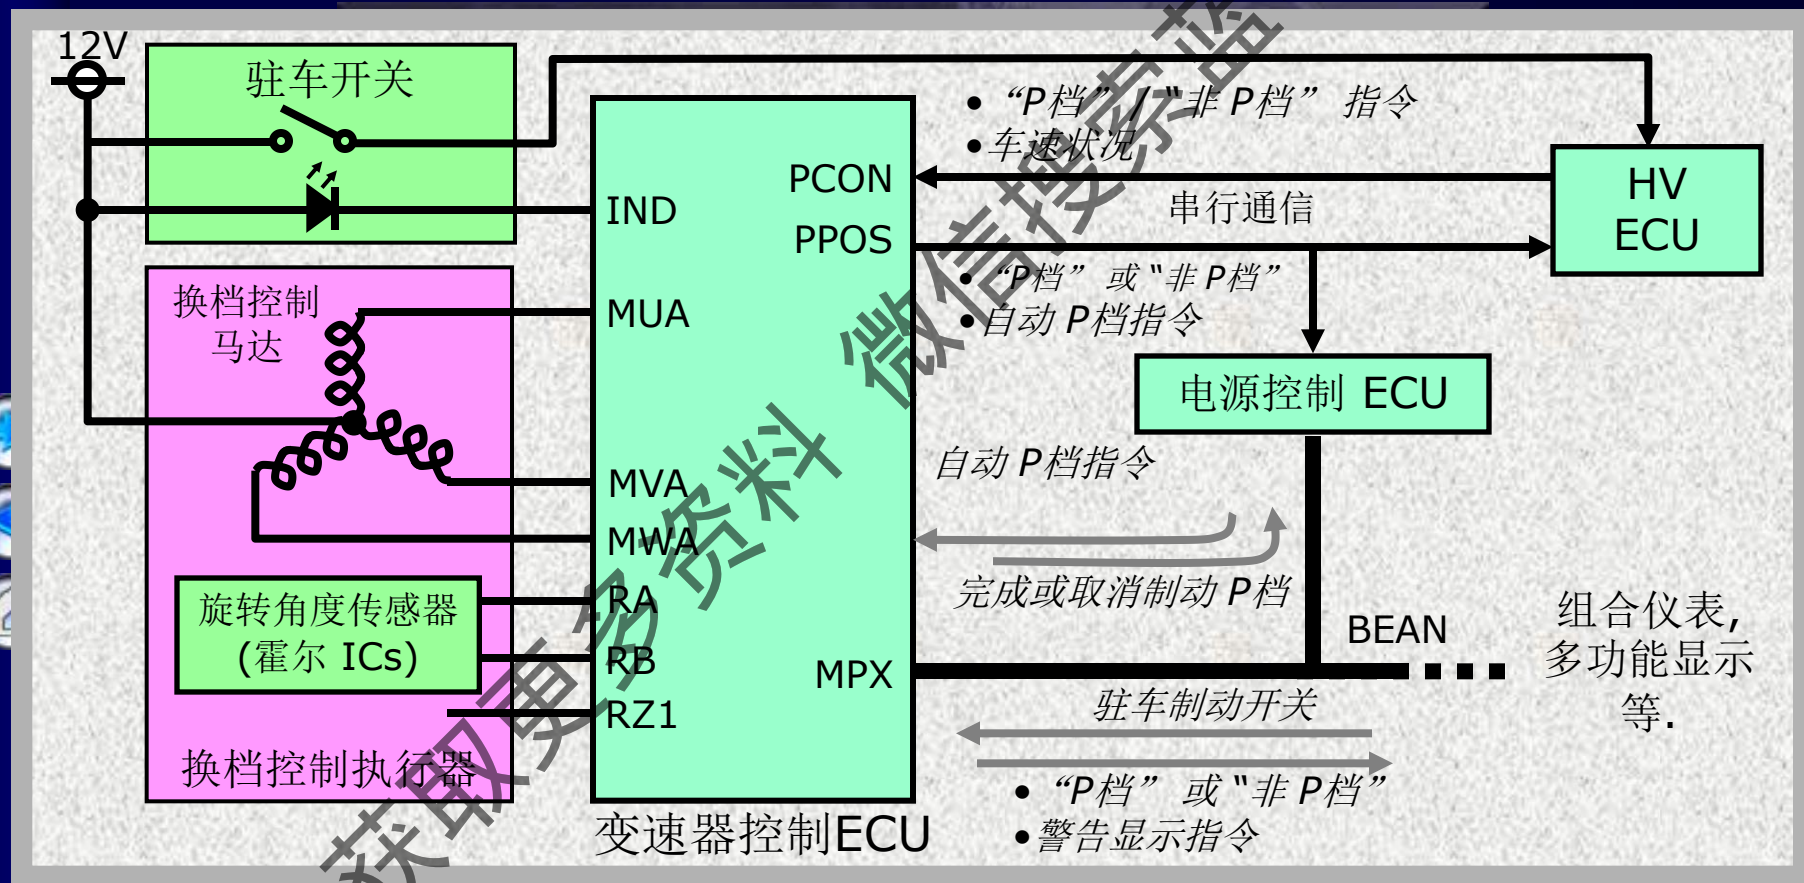 12V
驻车开关
IND
换档控制
马达
MUA
MVA
MWA
旋转角度传感器
(霍尔 ICs)
RA
RB
RZ1
换档控制执行器
PCON
PPOS
MPX
变速器控制ECU
• “P档” / “非 P档” 指令
•车速状况
串行通信
HV
ECU
• “P档” 或 “非 P档”
•自动 P档指令
电源控制 ECU
自动 P档指令
完成或取消制动 P档
BEAN
组合仪表,
多功能显示
等.
驻车制动开关
• “P档” 或 “非 P档”
•警告显示指令
获取更多资料 微信搜索蓝